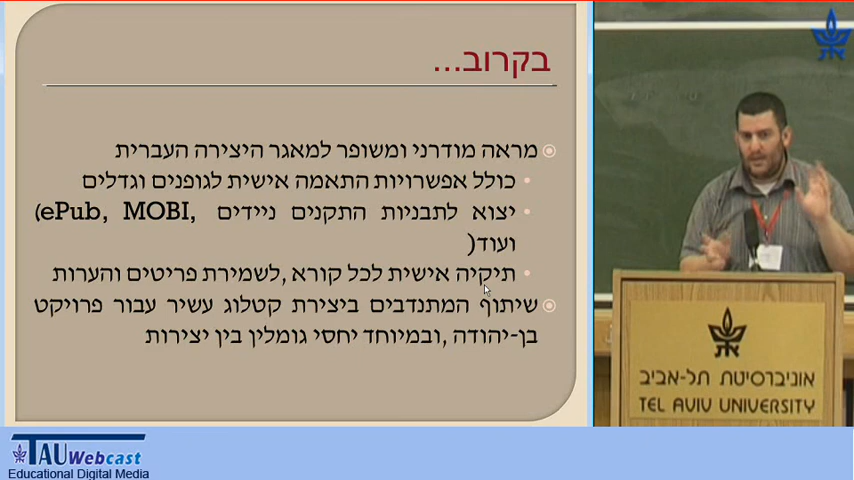 בקרוב...
מראה מודרני ומשופר למאגר היצירה העברית
כולל אפשרויות התאמה אישית לגופנים וגדלים
יצוא לתבניות התקנים ניידים ePub, MOBI,)
ועוד(
תיקיה אישית לכל קורא ,לשמירת פריטים והערות
שיתוף המתנדבים ביצירת קטלוג עשיר עבור פרויקט
בן-יהודה ,ובמיוחד יחסי גומלין בין יצירות
אוניברסיטת תל-אביב
TEL AVIV UNIVERSITY
TAU Webcast
Educational Digital Media